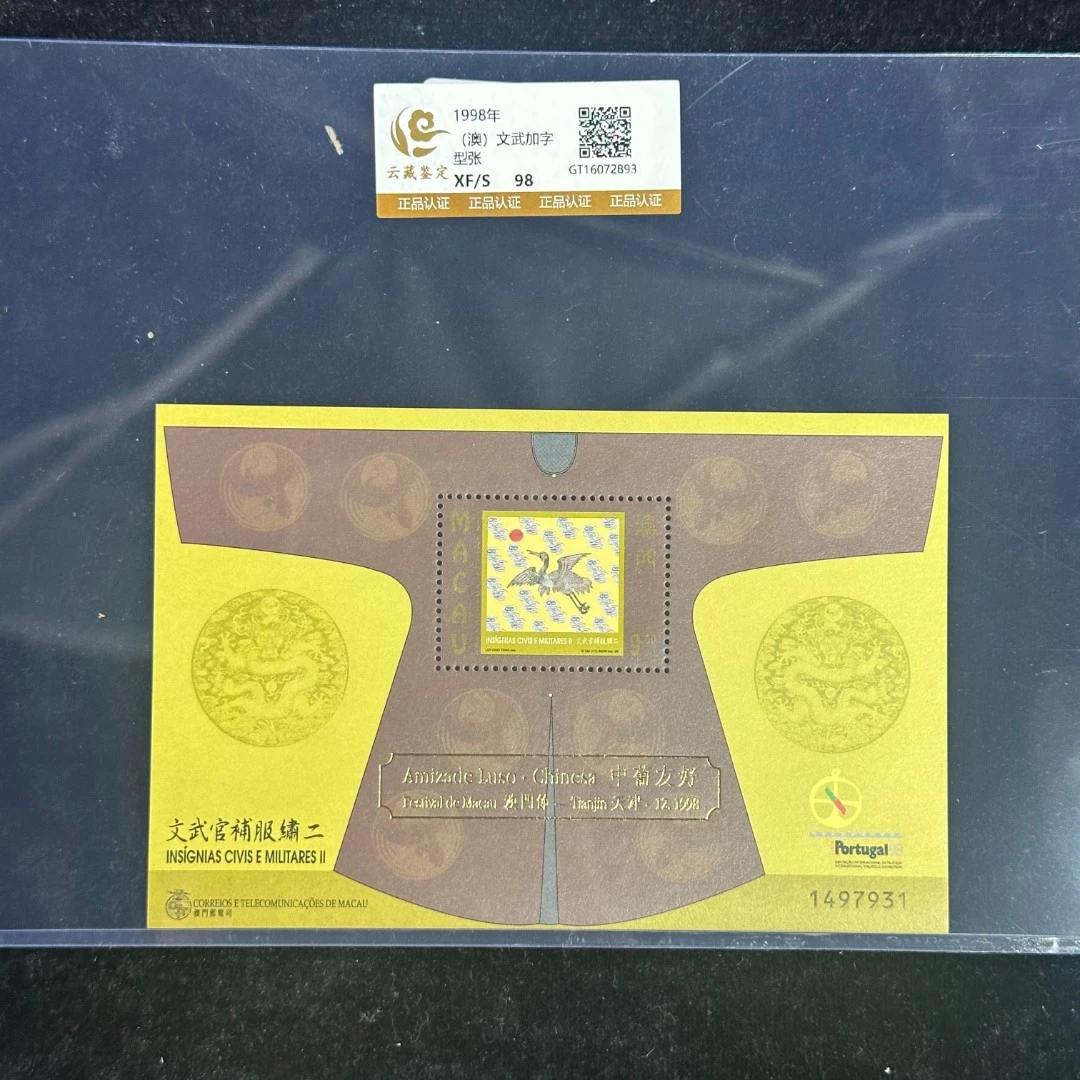 1998年
(澳) 文武加字
型张
云藏鉴定
XF/S 98
GT16072893
正品认证 正品认证 正品认证 正品认证
MACAU
澳門
INSÍGNIAS CIVIS E MILITARES II 文武官補服繡二
Amizade Luso - Chinesa 中葡友好
Festival de Macau 澳門節 - Tianjin 天津 - 12.1998
文武官補服繡二
INSÍGNIAS CIVIS E MILITARES II
Portugal98
CORREIOS E TELECOMUNICAÇÕES DE MACAU
澳門郵電司
1497931